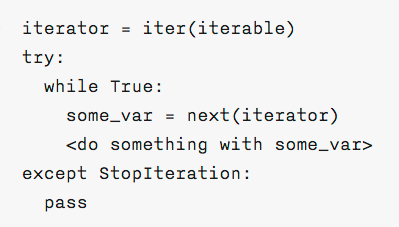 iterator = iter(iterable)
try:
  while True:
    some_var = next(iterator)
    <do something with some_var>
except StopIteration:
  pass